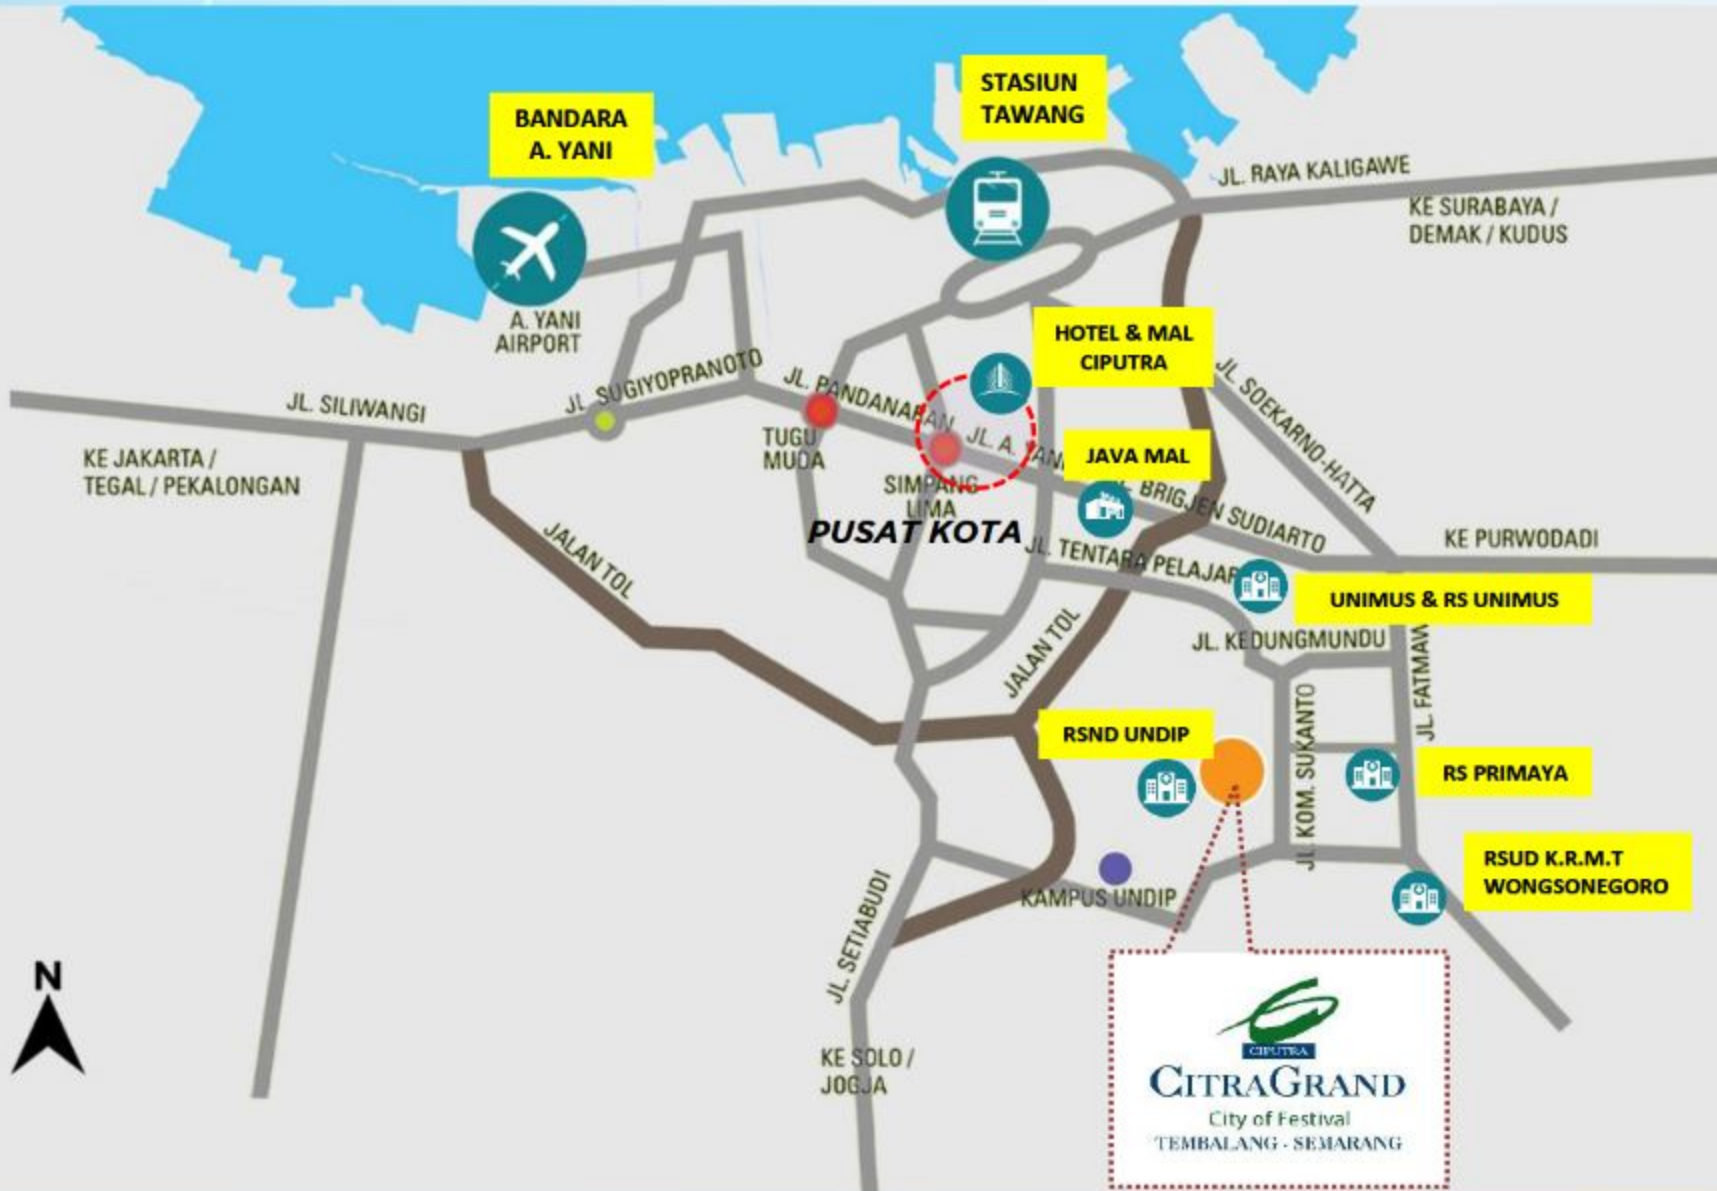 STASIUN
TAWANG
BANDARA
A. YANI
JL. RAYA KALIGAWE
KE SURABAYA /
DEMAK / KUDUS
A. YANI
AIRPORT
HOTEL & MAL
CIPUTRA
JL. SUGIYOPRANOTO
JL. PANDANARAN
JL. SOEKARNO-HATTA
JL. SILIWANGI
TUGU
MUDA
JL. A. YANI
JAVA MAL
KE JAKARTA /
TEGAL / PEKALONGAN
SIMPANG
LIMA
BRIGJEN SUDIARTO
PUSAT KOTA
JALAN TOL
JL. TENTARA PELAJAR
KE PURWODADI
UNIMUS & RS UNIMUS
JL. KEDUNGMUNDU
JALAN TOL
JL. FATMAW
RSND UNDIP
JL. KOM. SUKANTO
RS PRIMAYA
RSUD K.R.M.T
WONGSONEGORO
KAMPUS UNDIP
JL. SETIABUDI
N
KE SOLO /
JOGJA
CIPUTRA
CITRAGRAND
City of Festival
TEMBALANG - SEMARANG